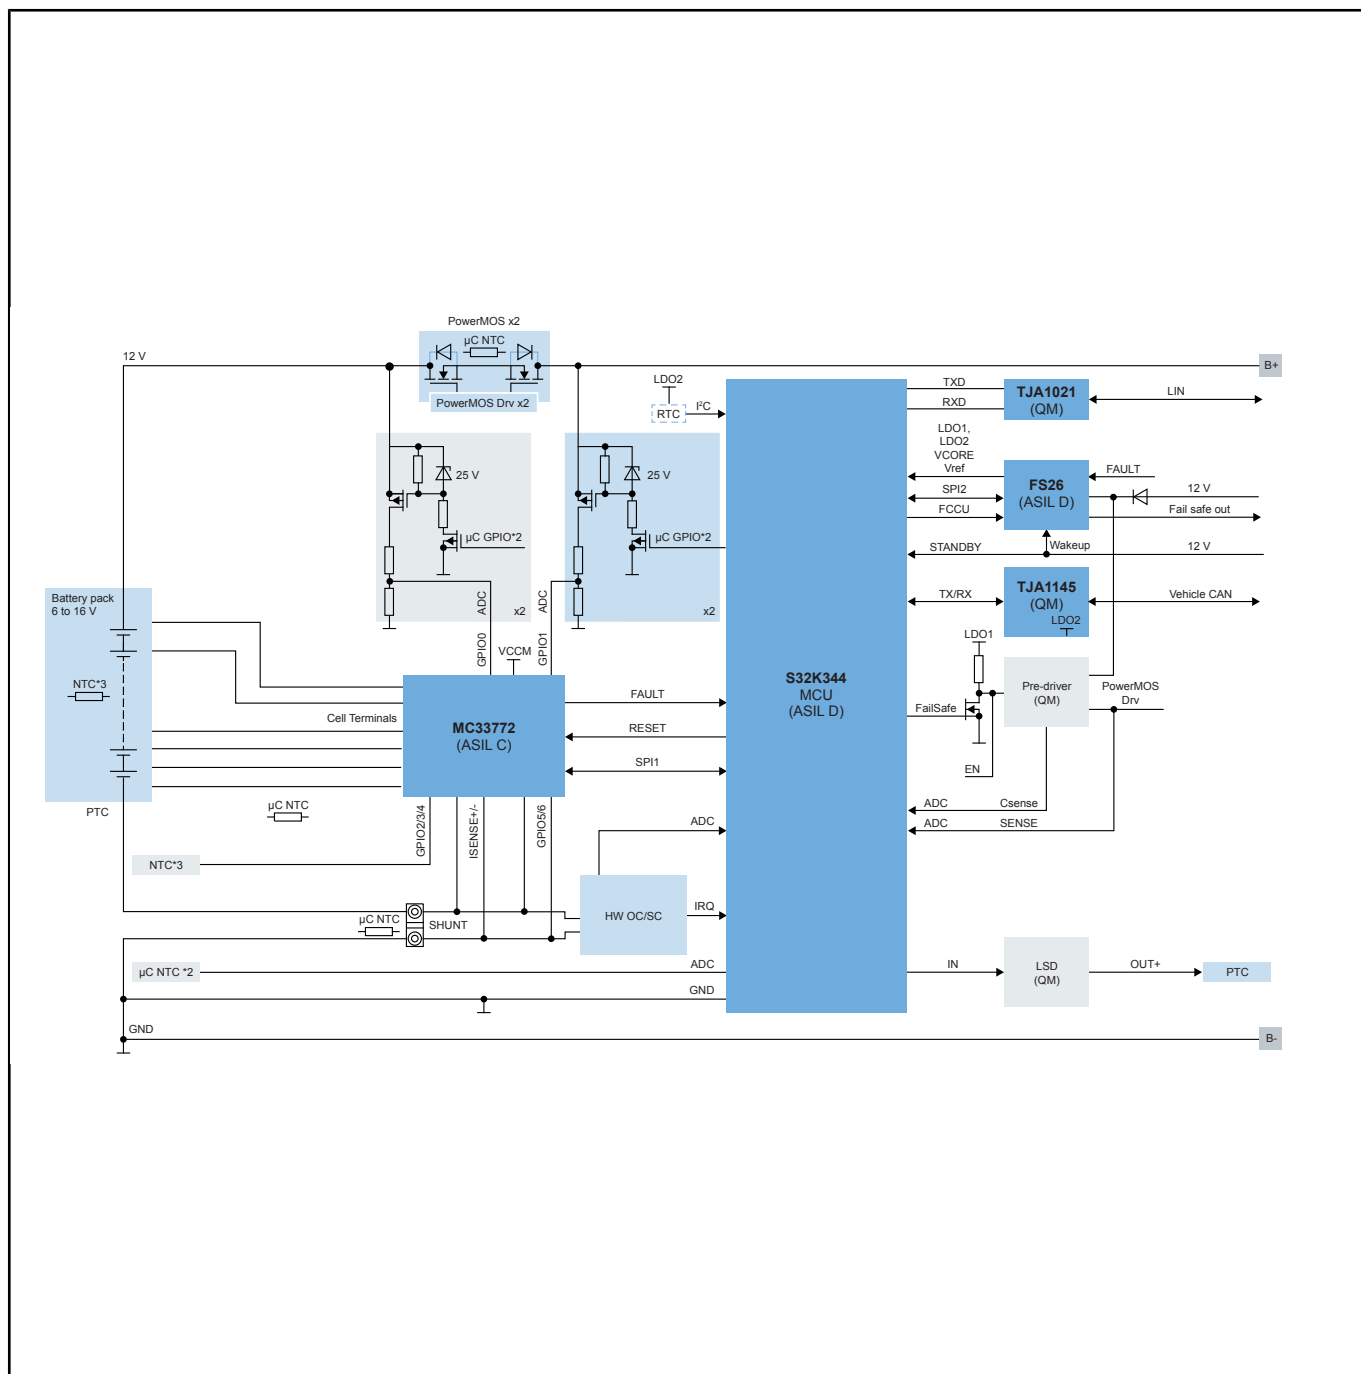 PowerMOS x2
µC NTC
12 V
PowerMOS Drv x2
B+
LDO2
RTC
I²C
TXD
RXD
TJA1021
(QM)
LIN
25 V
µC GPIO*2
x2
25 V
µC GPIO*2
x2
LDO1,
LDO2
VCORE
Vref
SPI2
FCCU
FS26
(ASIL D)
FAULT
12 V
Fail safe out
STANDBY
Wakeup
12 V
TX/RX
TJA1145
(QM)
LDO2
Vehicle CAN
Battery pack
6 to 16 V
NTC*3
PTC
ADC
GPIO0
VCCM
ADC
GPIO1
Cell Terminals
MC33772
(ASIL C)
FAULT
RESET
SPI1
S32K344
MCU
(ASIL D)
LDO1
FailSafe
EN
Pre-driver
(QM)
PowerMOS
Drv
ADC
Csense
ADC
SENSE
µC NTC
GPIO2/3/4
ISENSE+/-
GPIO5/6
NTC*3
ADC
HW OC/SC
IRQ
µC NTC
SHUNT
µC NTC *2
ADC
GND
IN
LSD
(QM)
OUT+
PTC
GND
B-